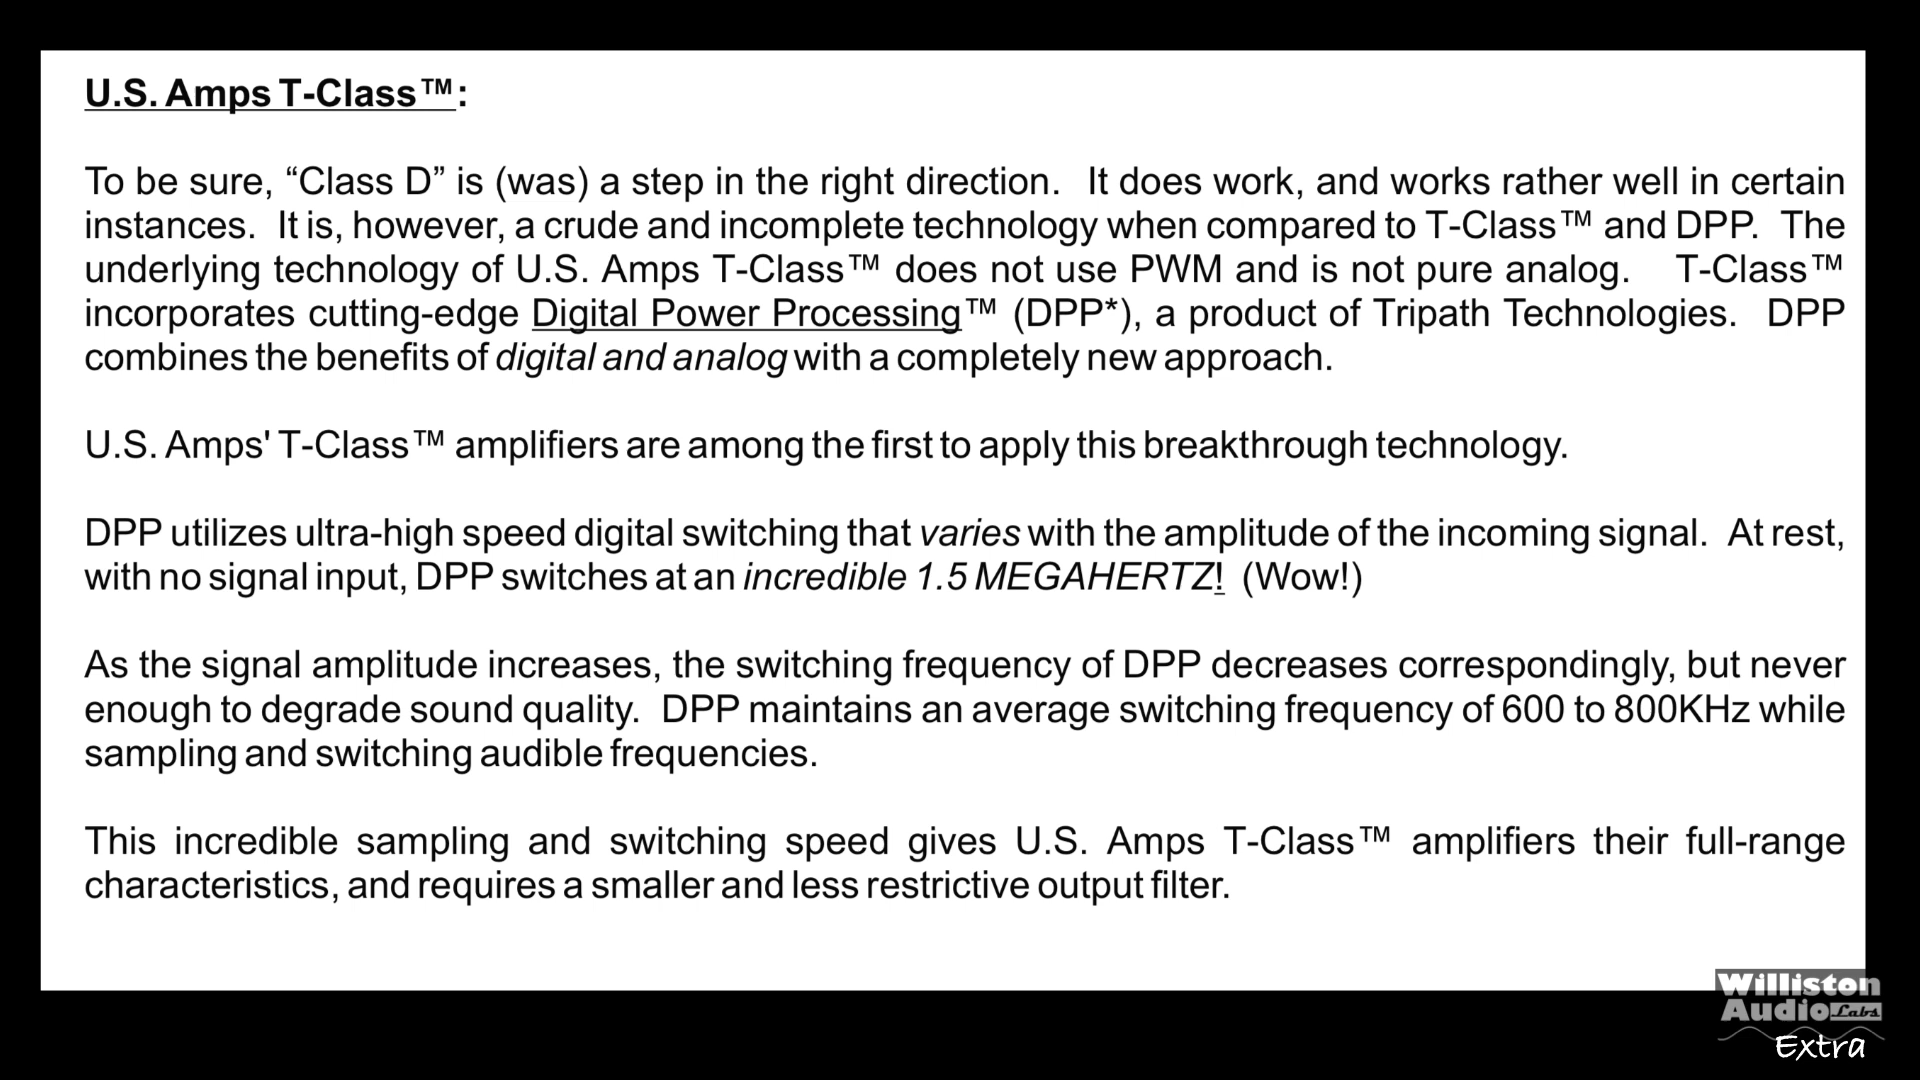 U.S. Amps T-Class™:
To be sure, “Class D” is (was) a step in the right direction. It does work, and works rather well in certain
instances. It is, however, a crude and incomplete technology when compared to T-Class™ and DPP. The
underlying technology of U.S. Amps T-Class™ does not use PWM and is not pure analog. T-Class™
incorporates cutting-edge Digital Power Processing™ (DPP*), a product of Tripath Technologies. DPP
combines the benefits of digital and analog with a completely new approach.
U.S. Amps' T-Class™ amplifiers are among the first to apply this breakthrough technology.
DPP utilizes ultra-high speed digital switching that varies with the amplitude of the incoming signal. At rest,
with no signal input, DPP switches at an incredible 1.5 MEGAHERTZ! (Wow!)
As the signal amplitude increases, the switching frequency of DPP decreases correspondingly, but never
enough to degrade sound quality. DPP maintains an average switching frequency of 600 to 800KHz while
sampling and switching audible frequencies.
This incredible sampling and switching speed gives U.S. Amps T-Class™ amplifiers their full-range
characteristics, and requires a smaller and less restrictive output filter.
Williston
Audio Labs
Extra